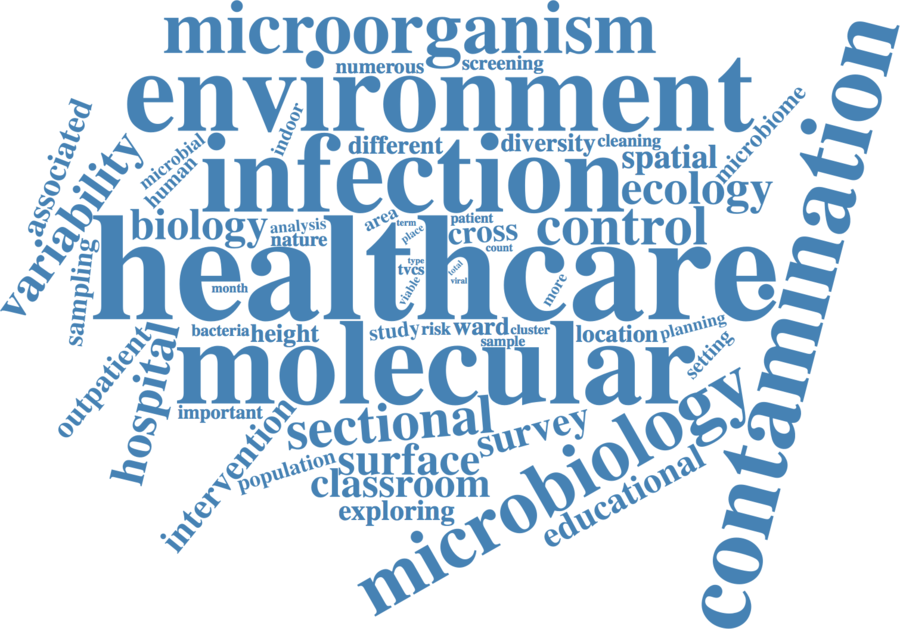 microorganism
numerous
screening
environment
contamination
associated
variability
microbial
human
indoor
different
diversity
cleaning
microbiome
infection
spatial
ecology
biology
analysis
nature
area
term
place
patient
cross
count
control
sampling
healthcare
month
type
tvcs
viable
total
viral
more
bacteria
height
study
risk
ward
cluster
sample
location
planning
setting
outpatient
hospital
molecular
important
intervention
sectional
survey
population
surface
classroom
exploring
microbiology
educational